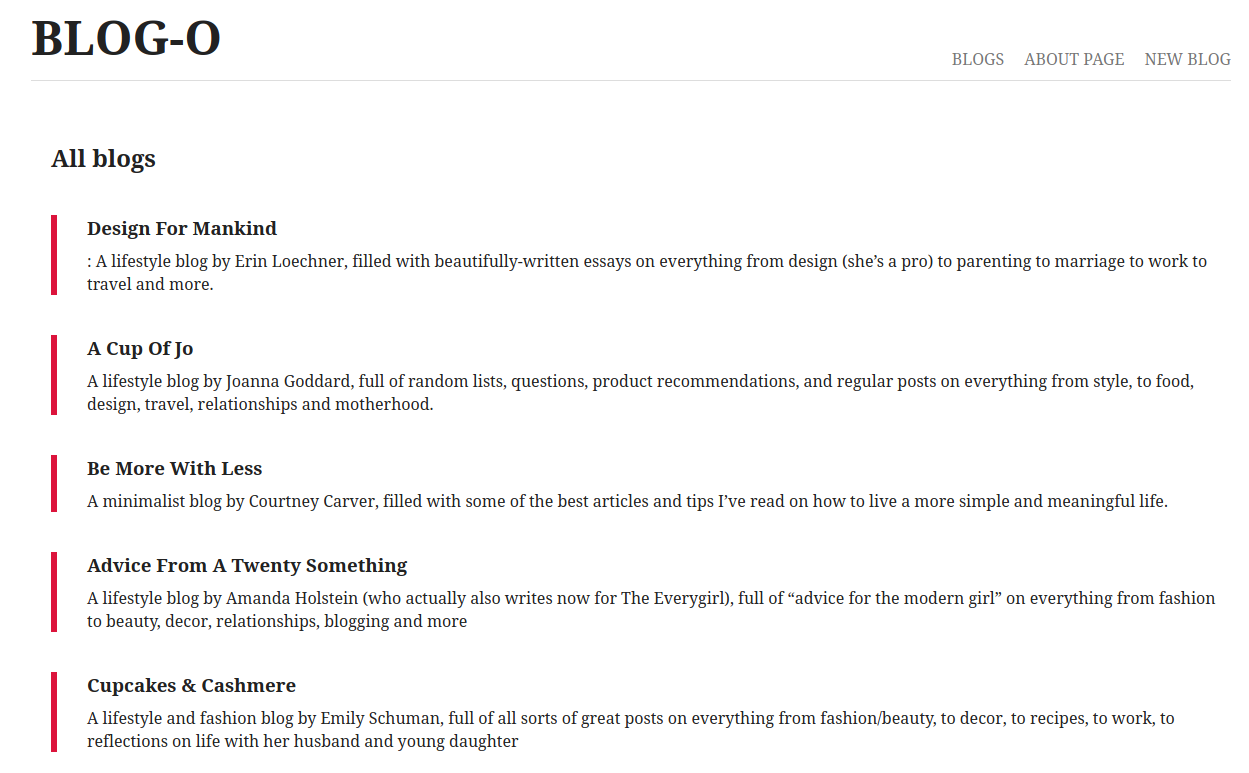 BLOG-O
BLOGS ABOUT PAGE NEW BLOG
All blogs
Design For Mankind
: A lifestyle blog by Erin Loechner, filled with beautifully-written essays on everything from design (she’s a pro) to parenting to marriage to work to
travel and more.
A Cup Of Jo
A lifestyle blog by Joanna Goddard, full of random lists, questions, product recommendations, and regular posts on everything from style, to food,
design, travel, relationships and motherhood.
Be More With Less
A minimalist blog by Courtney Carver, filled with some of the best articles and tips I’ve read on how to live a more simple and meaningful life.
Advice From A Twenty Something
A lifestyle blog by Amanda Holstein (who actually also writes now for The Everygirl), full of “advice for the modern girl” on everything from fashion
to beauty, decor, relationships, blogging and more
Cupcakes & Cashmere
A lifestyle and fashion blog by Emily Schuman, full of all sorts of great posts on everything from fashion/beauty, to decor, to recipes, to work, to
reflections on life with her husband and young daughter